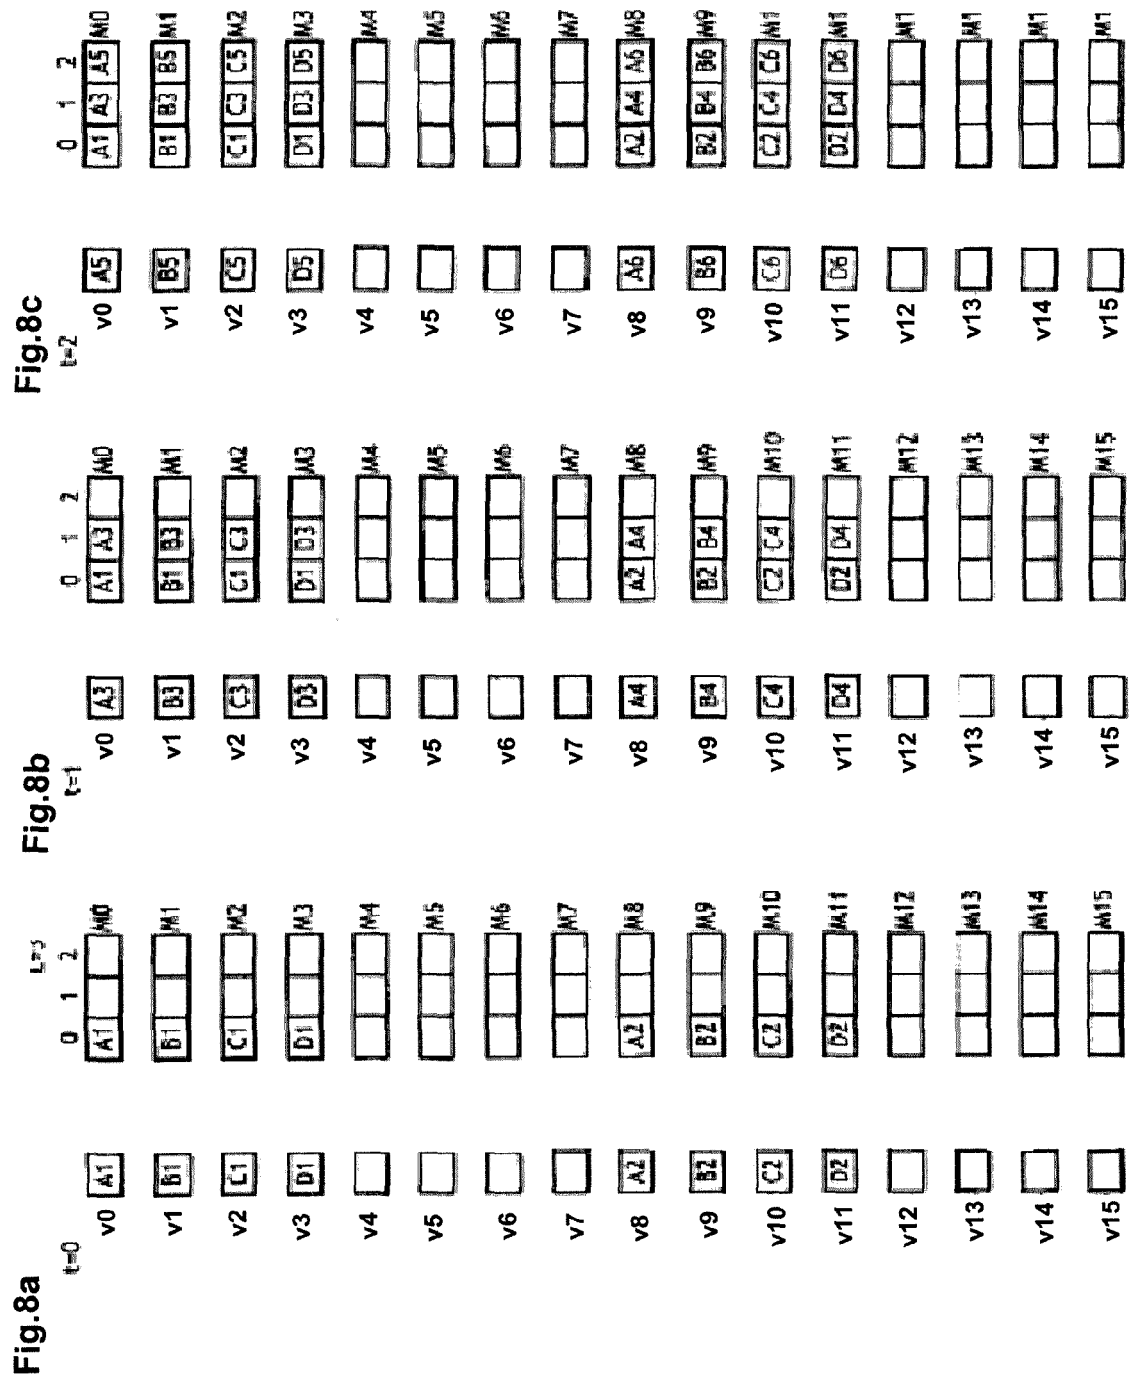 Fig.8a
t=0
L=3
0 1 2
v0 A1 A1 M0
v1 B1 B1 M1
v2 C1 C1 M2
v3 D1 D1 M3
v4 M4
v5 M5
v6 M6
v7 M7
v8 A2 A2 M8
v9 B2 B2 M9
v10 C2 C2 M10
v11 D2 D2 M11
v12 M12
v13 M13
v14 M14
v15 M15
Fig.8b
t=1
0 1 2
v0 A3 A1 A3 M0
v1 B3 B1 B3 M1
v2 C3 C1 C3 M2
v3 D3 D1 D3 M3
v4 M4
v5 M5
v6 M6
v7 M7
v8 A4 A2 A4 M8
v9 B4 B2 B4 M9
v10 C4 C2 C4 M10
v11 D4 D2 D4 M11
v12 M12
v13 M13
v14 M14
v15 M15
Fig.8c
t=2
0 1 2
v0 A5 A1 A3 A5 M0
v1 B5 B1 B3 B5 M1
v2 C5 C1 C3 C5 M2
v3 D5 D1 D3 D5 M3
v4 M4
v5 M5
v6 M6
v7 M7
v8 A6 A2 A4 A6 M8
v9 B6 B2 B4 B6 M9
v10 C6 C2 C4 C6 M1
v11 D6 D2 D4 D6 M1
v12 M1
v13 M1
v14 M1
v15 M1